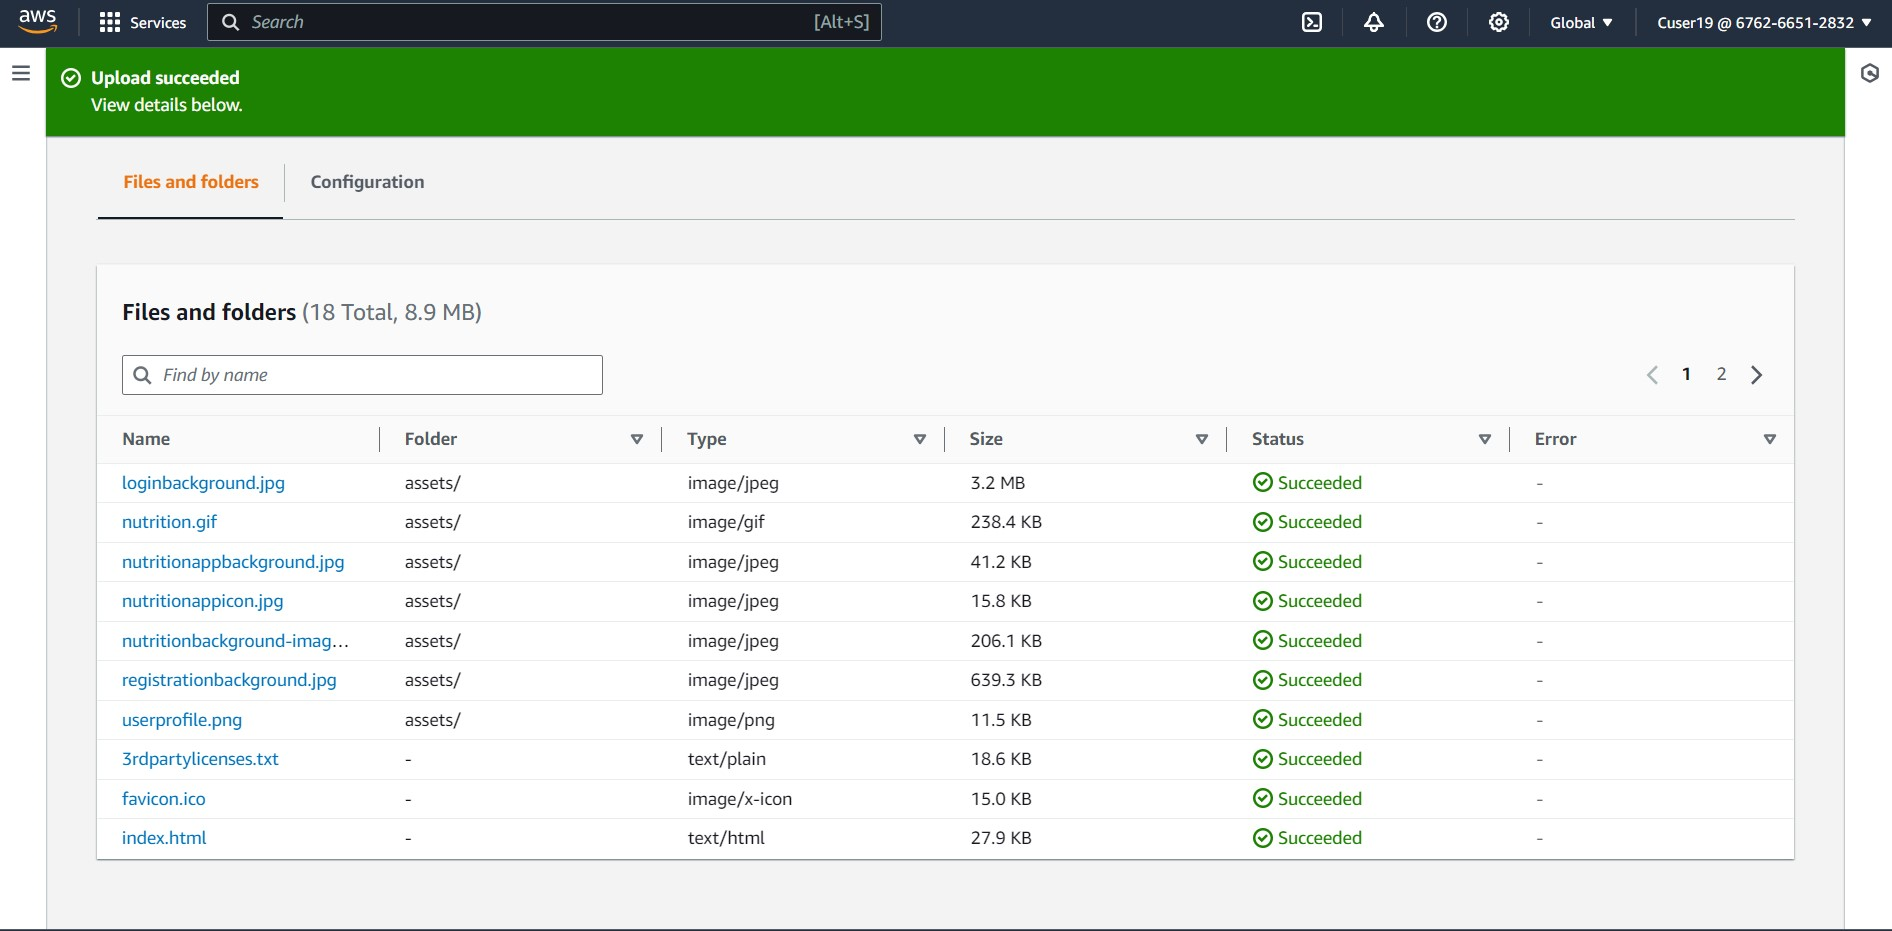 aws Services Search [Alt+S] Global Cuser19 @ 6762-6651-2832
Upload succeeded
View details below.
Files and folders Configuration
Files and folders (18 Total, 8.9 MB)
Find by name 1 2
Name Folder Type Size Status Error
loginbackground.jpg assets/ image/jpeg 3.2 MB Succeeded -
nutrition.gif assets/ image/gif 238.4 KB Succeeded -
nutritionappbackground.jpg assets/ image/jpeg 41.2 KB Succeeded -
nutritionappicon.jpg assets/ image/jpeg 15.8 KB Succeeded -
nutritionbackground-imag... assets/ image/jpeg 206.1 KB Succeeded -
registrationbackground.jpg assets/ image/jpeg 639.3 KB Succeeded -
userprofile.png assets/ image/png 11.5 KB Succeeded -
3rdpartylicenses.txt - text/plain 18.6 KB Succeeded -
favicon.ico - image/x-icon 15.0 KB Succeeded -
index.html - text/html 27.9 KB Succeeded -